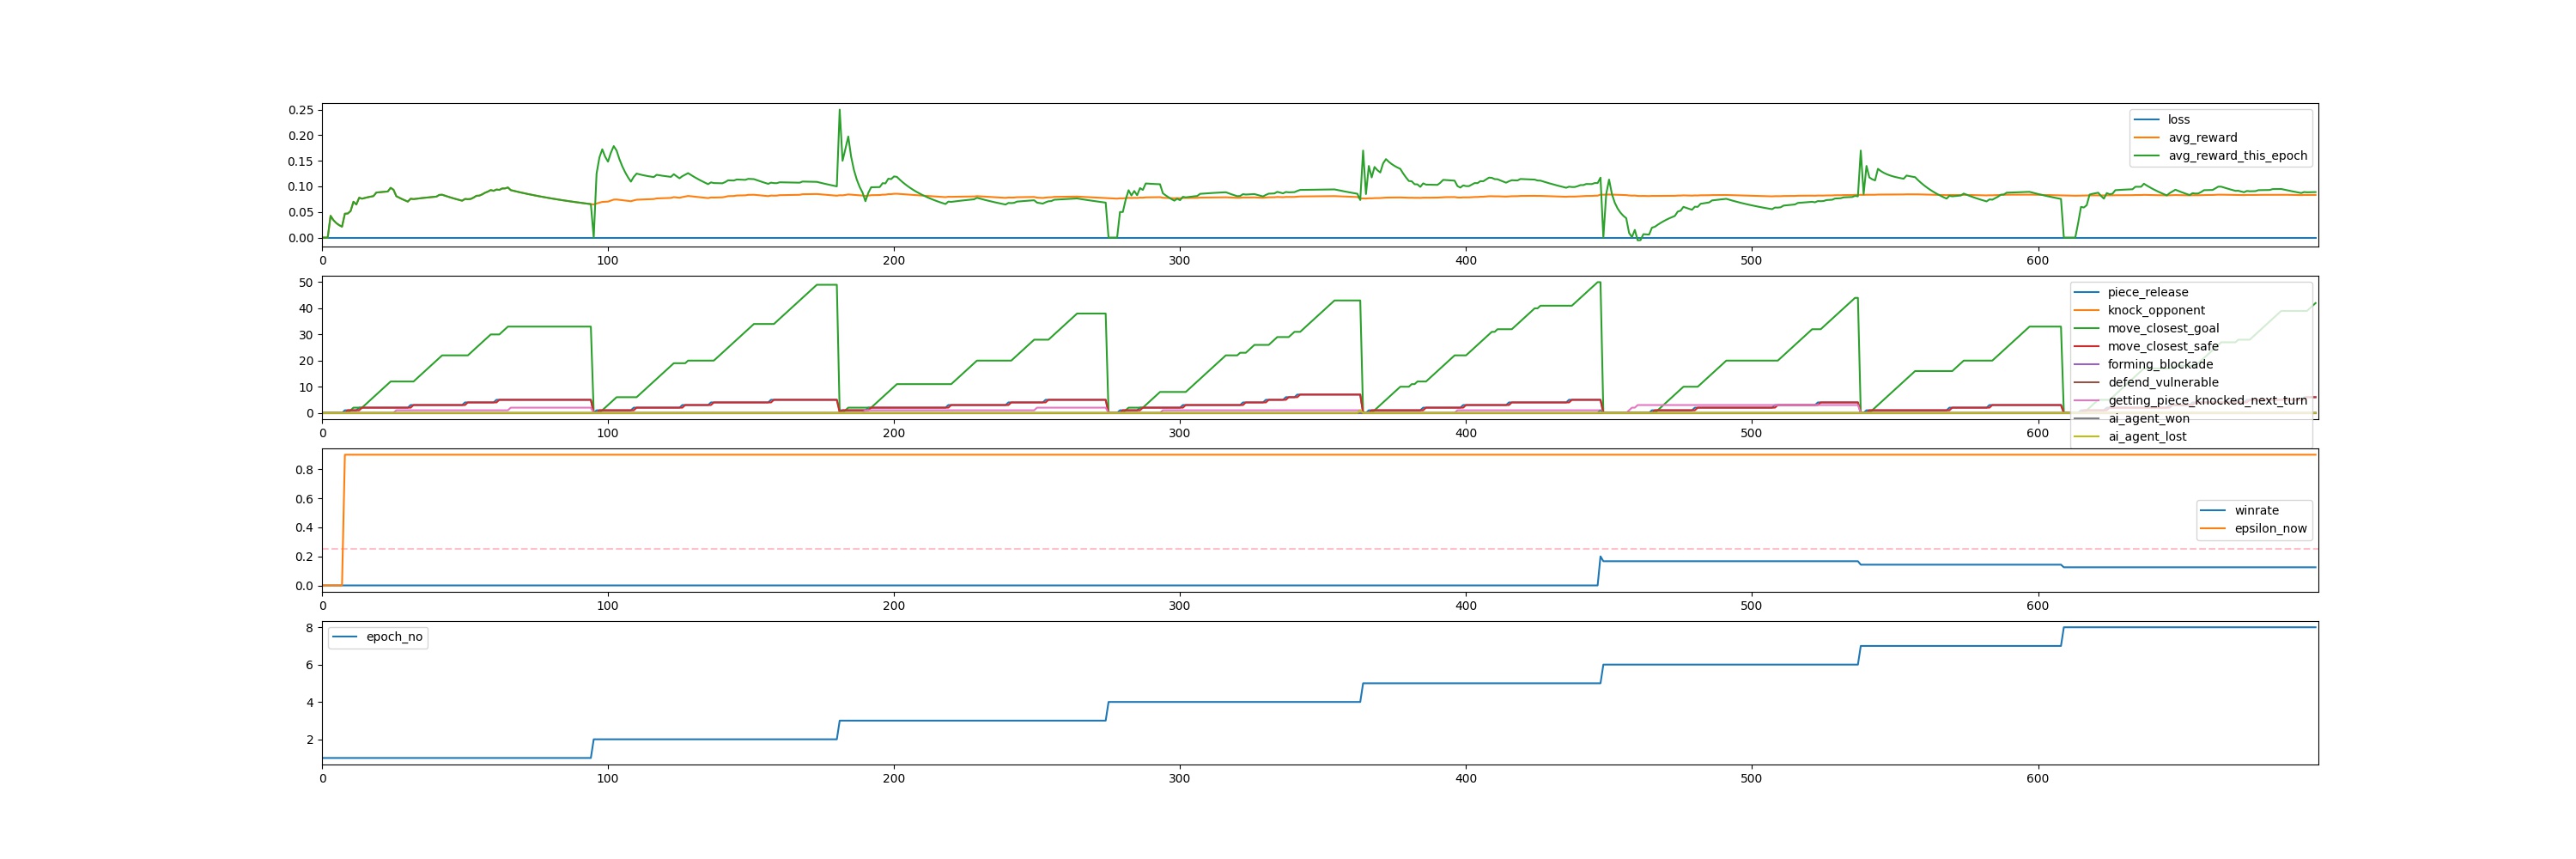 0.25
0.20
0.15
0.10
0.05
0.00
loss
avg_reward
avg_reward_this_epoch
0 100 200 300 400 500 600
50
40
30
20
10
0
piece_release
knock_opponent
move_closest_goal
move_closest_safe
forming_blockade
defend_vulnerable
getting_piece_knocked_next_turn
ai_agent_won
ai_agent_lost
0 100 200 300 400 500 600
0.8
0.6
0.4
0.2
0.0
winrate
epsilon_now
0 100 200 300 400 500 600
8
6
4
2
epoch_no
0 100 200 300 400 500 600